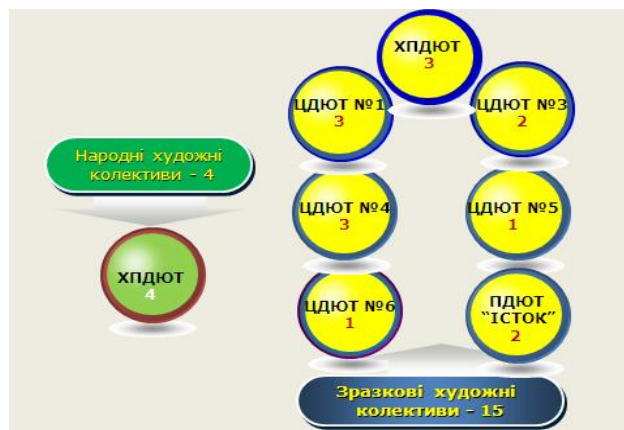 Народні художні
колективи - 4
ХПДЮТ
4
ХПДЮТ
3
ЦДЮТ №1
3
ЦДЮТ №3
2
ЦДЮТ №4
3
ЦДЮТ №5
1
ЦДЮТ №6
1
ПДЮТ
“ІСТОК”
2
Зразкові художні
колективи - 15